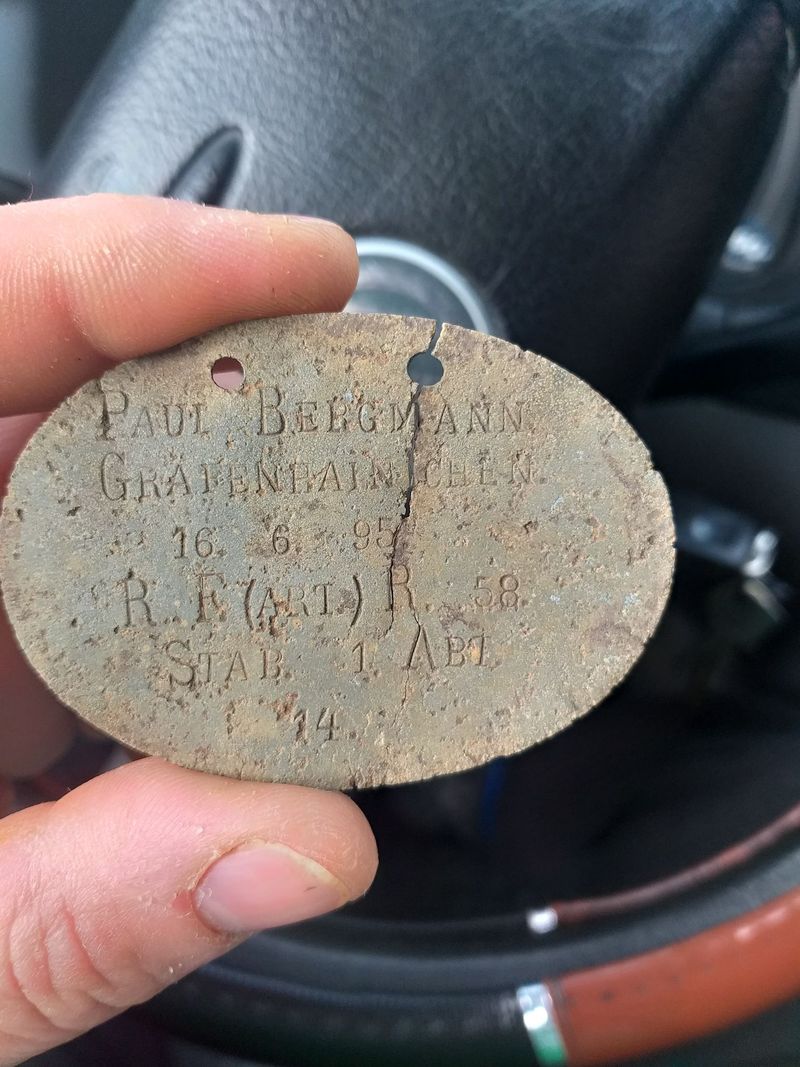 PAUL BERGMANN.
GRÄFENHAINICHEN.
16. 6. 95
R. F. (ART.) R. 58.
STAB. 1 ABT.
14.